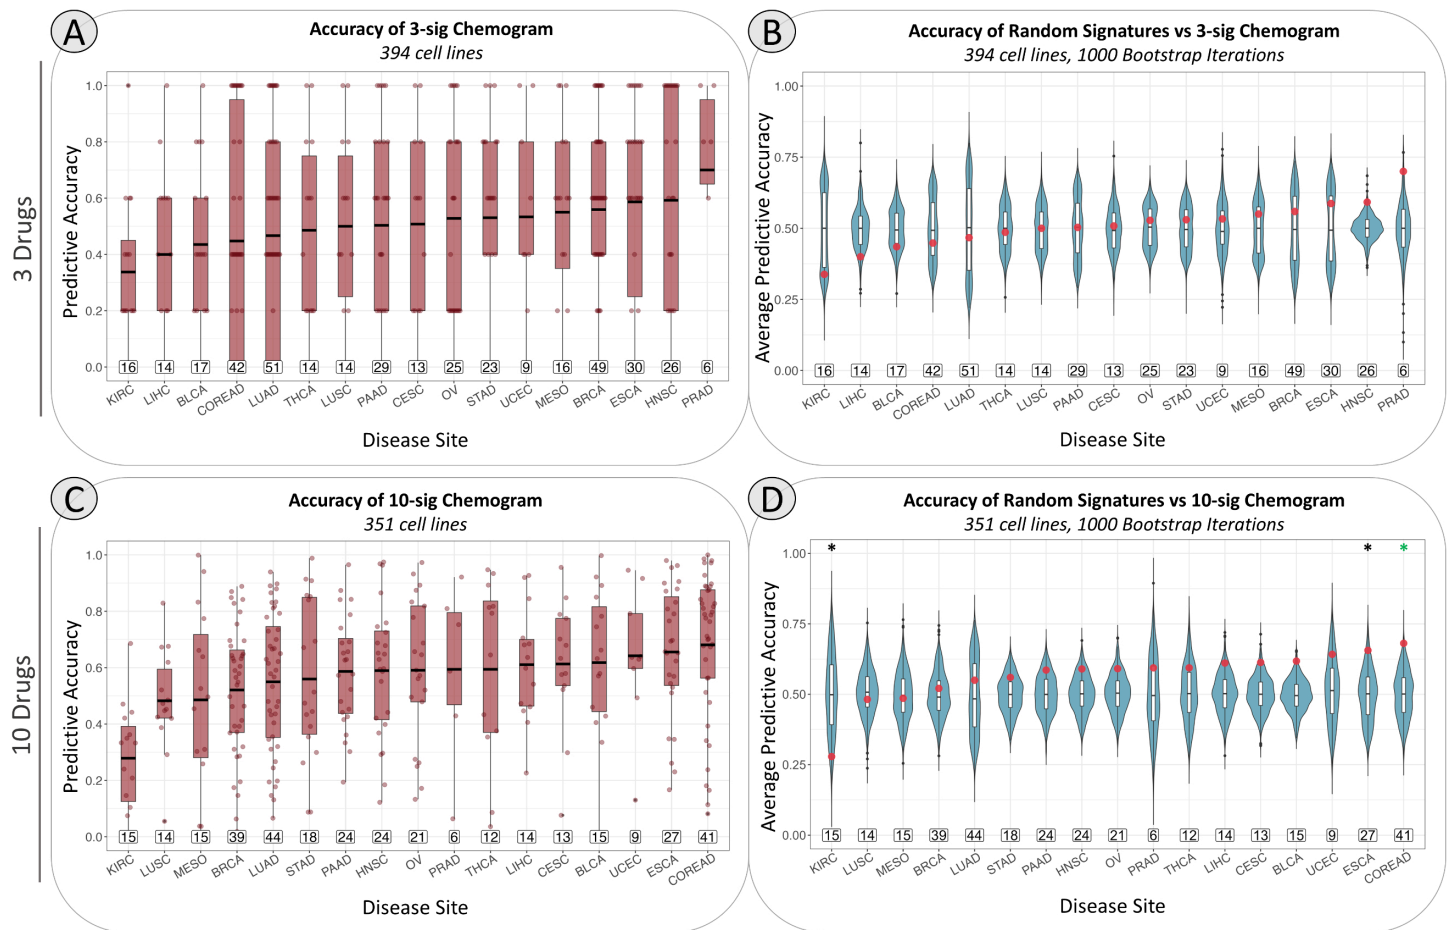 A
Accuracy of 3-sig Chemogram
394 cell lines
3 Drugs
Predictive Accuracy
1.0
0.8
0.6
0.4
0.2
0.0
16 14 17 42 51 14 14 29 13 25 23 9 16 49 30 26 6
KIRC LIHC BLCA COREAD LUAD THCA LUSC PAAD CESC OV STAD UCEC MESO BRCA ESCA HNSC PRAD
Disease Site
B
Accuracy of Random Signatures vs 3-sig Chemogram
394 cell lines, 1000 Bootstrap Iterations
Average Predictive Accuracy
1.00
0.75
0.50
0.25
0.00
16 14 17 42 51 14 14 29 13 25 23 9 16 49 30 26 6
KIRC LIHC BLCA COREAD LUAD THCA LUSC PAAD CESC OV STAD UCEC MESO BRCA ESCA HNSC PRAD
Disease Site
C
Accuracy of 10-sig Chemogram
351 cell lines
10 Drugs
Predictive Accuracy
1.0
0.8
0.6
0.4
0.2
0.0
15 14 15 39 44 18 24 24 21 6 12 14 13 15 9 27 41
KIRC LUSC MESO BRCA LUAD STAD PAAD HNSC OV PRAD THCA LIHC CESC BLCA UCEC ESCA COREAD
Disease Site
D
Accuracy of Random Signatures vs 10-sig Chemogram
351 cell lines, 1000 Bootstrap Iterations
Average Predictive Accuracy
* * *
1.00
0.75
0.50
0.25
0.00
15 14 15 39 44 18 24 24 21 6 12 14 13 15 9 27 41
KIRC LUSC MESO BRCA LUAD STAD PAAD HNSC OV PRAD THCA LIHC CESC BLCA UCEC ESCA COREAD
Disease Site